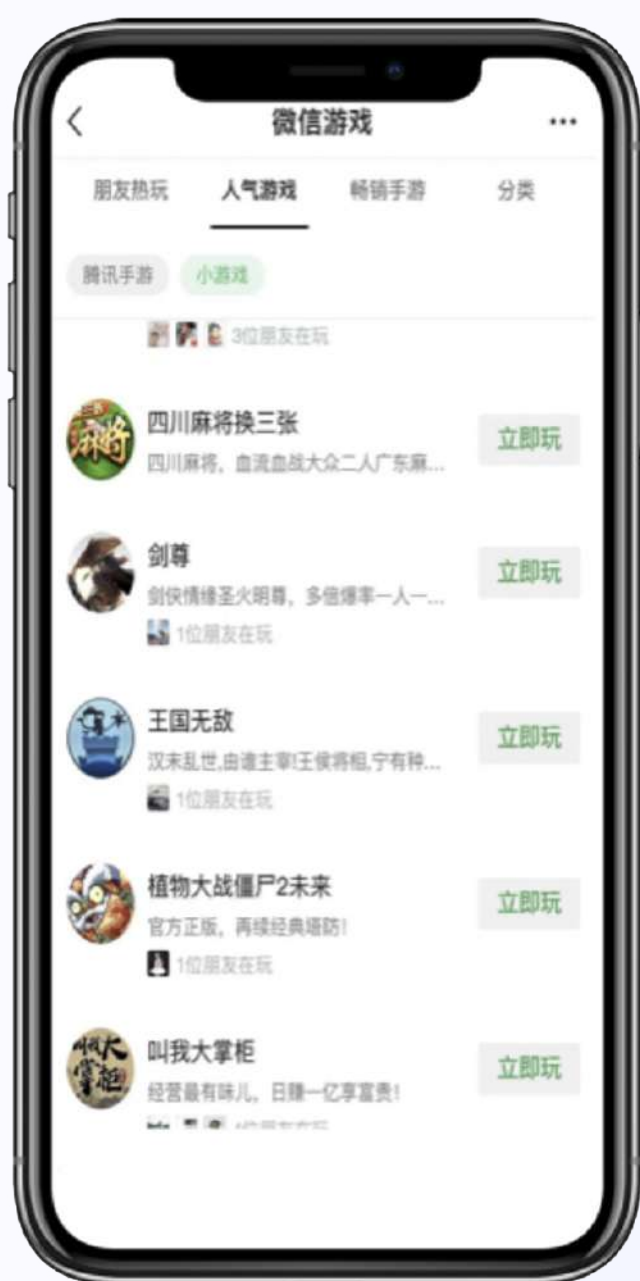 微信游戏
朋友热玩 人气游戏 畅销手游 分类
腾讯手游 小游戏
3位朋友在玩
四川麻将换三张
四川麻将，血流血战大众二人广东麻...
立即玩
剑尊
剑侠情缘圣火明尊，多倍爆率一人一...
1位朋友在玩
立即玩
王国无敌
汉末乱世,由谁主宰!王侯将相,宁有种...
1位朋友在玩
立即玩
植物大战僵尸2未来
官方正版，再续经典塔防!
1位朋友在玩
立即玩
叫我大掌柜
经营最有味儿，日赚一亿享富贵!
立即玩